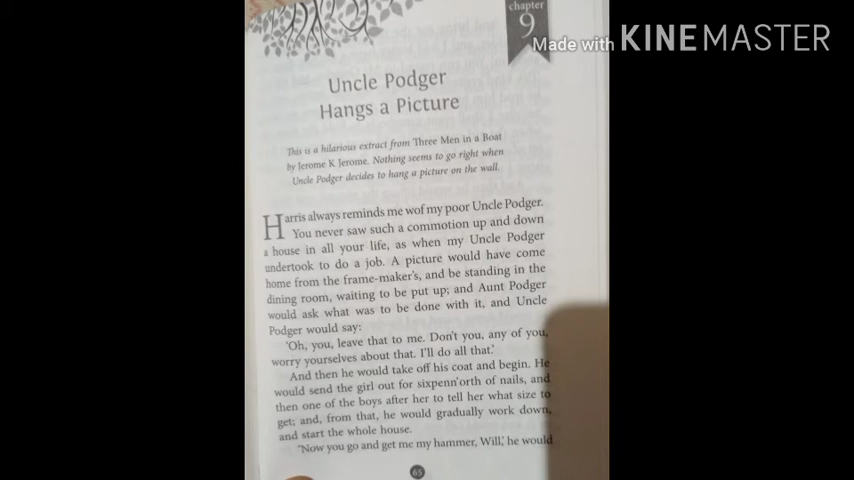 chapter
9
Made with KINEMASTER
Uncle Podger
Hangs a Picture
This is a hilarious extract from Three Men in a Boat
by Jerome K Jerome. Nothing seems to go right when
Uncle Podger decides to hang a picture on the wall.
Harris always reminds me wof my poor Uncle Podger.
You never saw such a commotion up and down
a house in all your life, as when my Uncle Podger
undertook to do a job. A picture would have come
home from the frame-maker's, and be standing in the
dining room, waiting to be put up; and Aunt Podger
would ask what was to be done with it, and Uncle
Podger would say:
'Oh, you, leave that to me. Don't you, any of you,
worry yourselves about that. I'll do all that.'
And then he would take off his coat and begin. He
would send the girl out for sixpenn'orth of nails, and
then one of the boys after her to tell her what size to
get; and, from that, he would gradually work down,
and start the whole house.
'Now you go and get me my hammer, Will,' he would
65